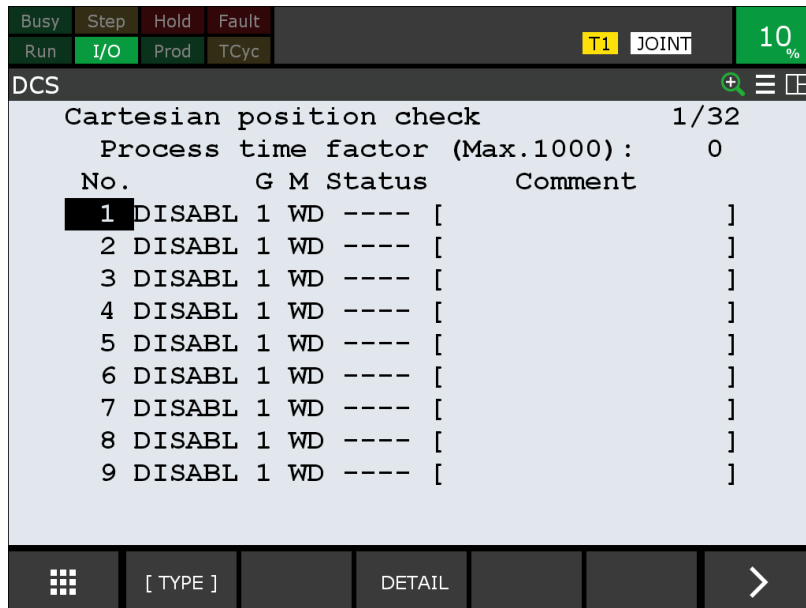 Busy Step Hold Fault
Run I/O Prod TCyc T1 JOINT 10%
DCS
Cartesian position check 1/32
Process time factor (Max.1000): 0
No. G M Status Comment
1 DISABL 1 WD ---- [ ]
2 DISABL 1 WD ---- [ ]
3 DISABL 1 WD ---- [ ]
4 DISABL 1 WD ---- [ ]
5 DISABL 1 WD ---- [ ]
6 DISABL 1 WD ---- [ ]
7 DISABL 1 WD ---- [ ]
8 DISABL 1 WD ---- [ ]
9 DISABL 1 WD ---- [ ]
[ TYPE ] DETAIL